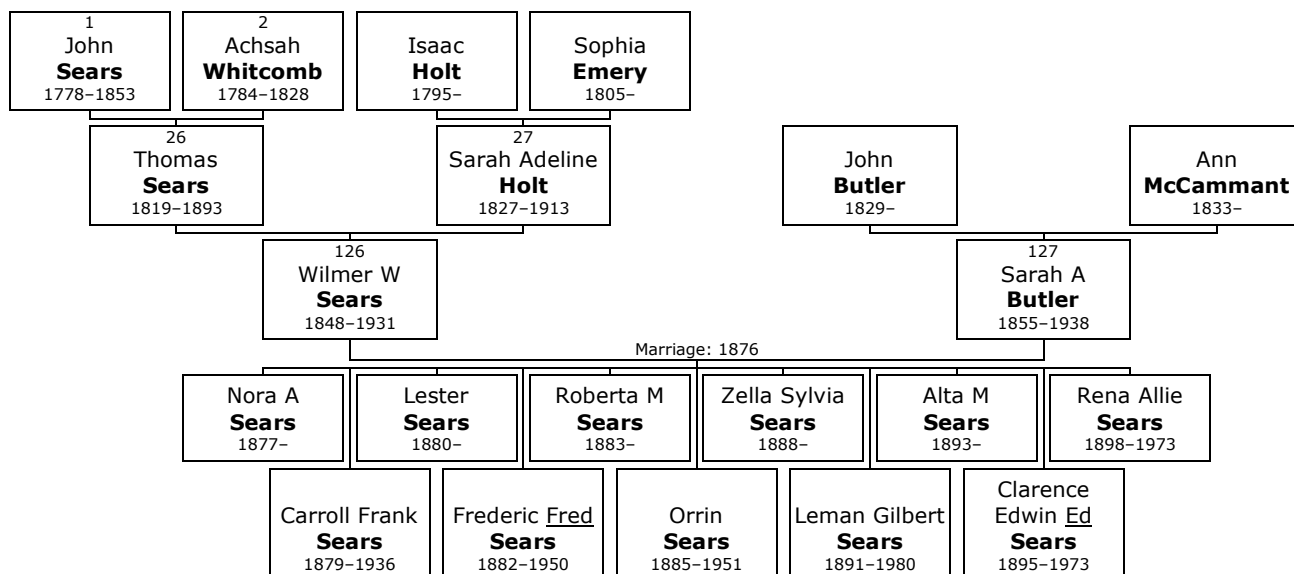 1
John
Sears
1778–1853
2
Achsah
Whitcomb
1784–1828
Isaac
Holt
1795–
Sophia
Emery
1805–
26
Thomas
Sears
1819–1893
27
Sarah Adeline
Holt
1827–1913
John
Butler
1829–
Ann
McCammant
1833–
126
Wilmer W
Sears
1848–1931
127
Sarah A
Butler
1855–1938
Marriage: 1876
Nora A
Sears
1877–
Lester
Sears
1880–
Roberta M
Sears
1883–
Zella Sylvia
Sears
1888–
Alta M
Sears
1893–
Rena Allie
Sears
1898–1973
Carroll Frank
Sears
1879–1936
Frederic Fred
Sears
1882–1950
Orrin
Sears
1885–1951
Leman Gilbert
Sears
1891–1980
Clarence
Edwin Ed
Sears
1895–1973